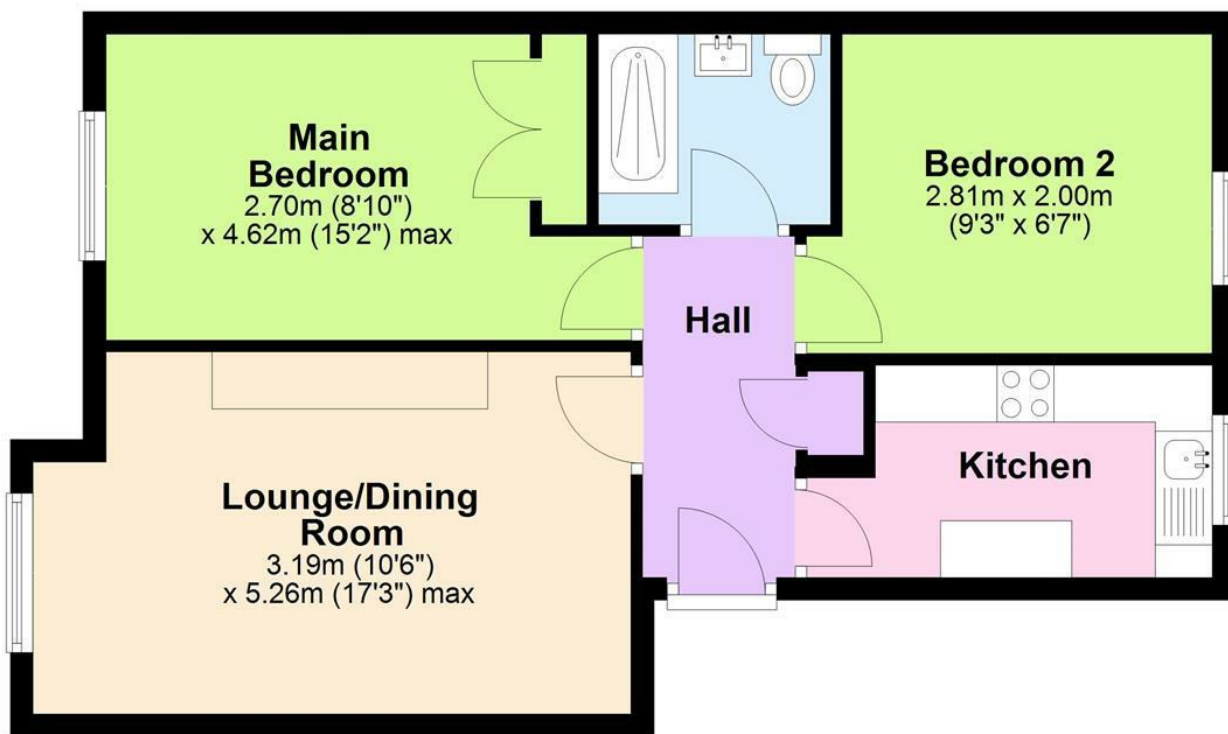 Main
Bedroom
2.70m (8'10")
x 4.62m (15'2") max
Bedroom 2
2.81m x 2.00m
(9'3" x 6'7")
Hall
Kitchen
Lounge/Dining
Room
3.19m (10'6")
x 5.26m (17'3") max